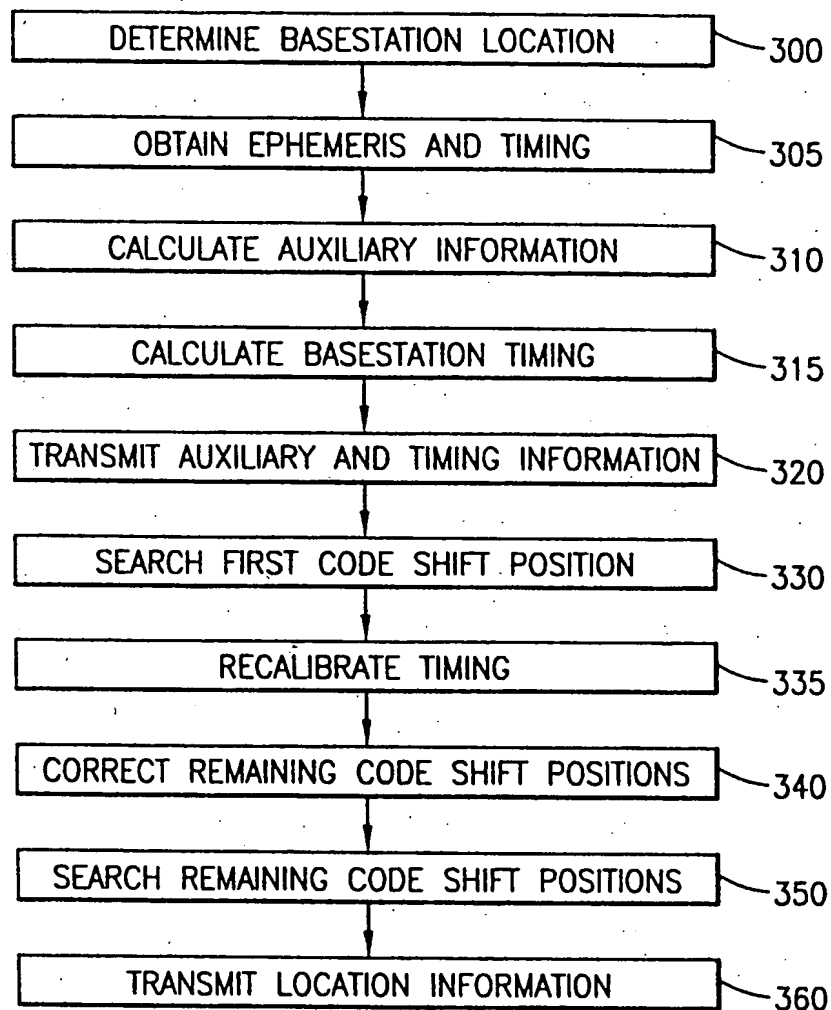 DETERMINE BASESTATION LOCATION 300
OBTAIN EPHEMERIS AND TIMING 305
CALCULATE AUXILIARY INFORMATION 310
CALCULATE BASESTATION TIMING 315
TRANSMIT AUXILIARY AND TIMING INFORMATION 320
SEARCH FIRST CODE SHIFT POSITION 330
RECALIBRATE TIMING 335
CORRECT REMAINING CODE SHIFT POSITIONS 340
SEARCH REMAINING CODE SHIFT POSITIONS 350
TRANSMIT LOCATION INFORMATION 360